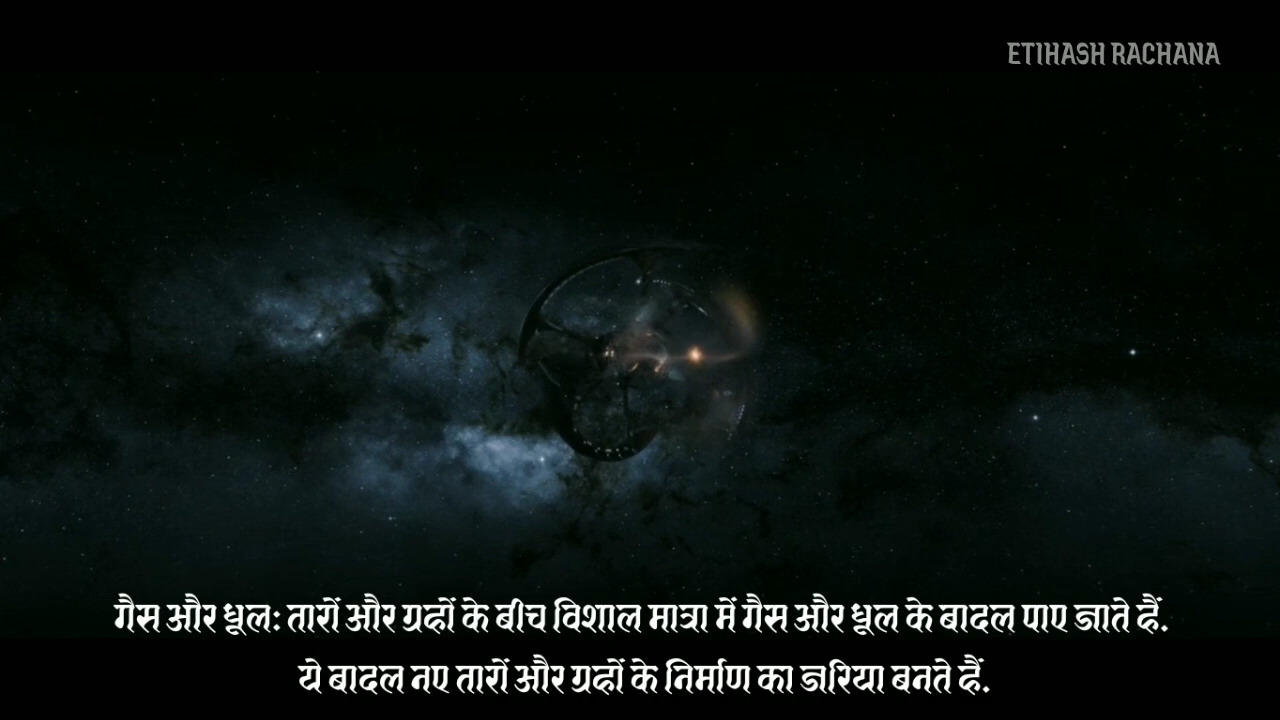 ETIHASH RACHANA
गैस और धूल: तारों और ग्रहों के बीच विशाल मात्रा में गैस और धूल के बादल पाए जाते हैं.
ये बादल नए तारों और ग्रहों के निर्माण का जरिया बनते हैं.